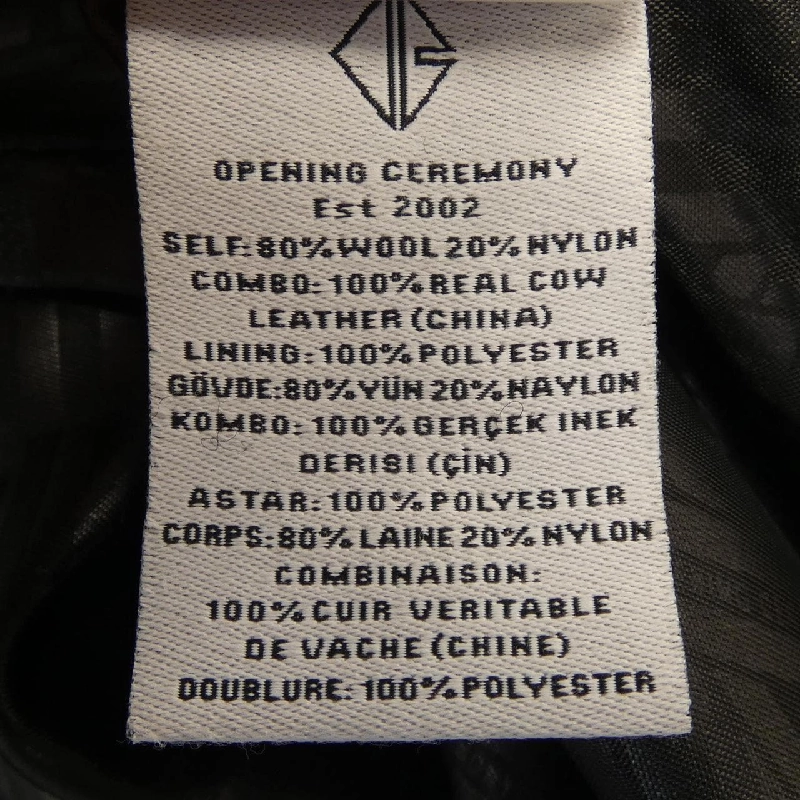 OPENING CEREMONY
Est 2002
SELF:80%WOOL 20% NYLON
COMBO: 100% REAL COW
LEATHER (CHINA)
LINING: 100% POLYESTER
GÖVDE:80%YÜN 20%NAYLON
KOMBO: 100% GERÇEK INEK
DERISI (ÇİN)
ASTAR: 100% POLYESTER
CORPS:80% LAINE 20% NYLON
COMBINAISON:
100% CUIR VERITABLE
DE VACHE (CHINE)
DOUBLURE: 100% POLYESTER